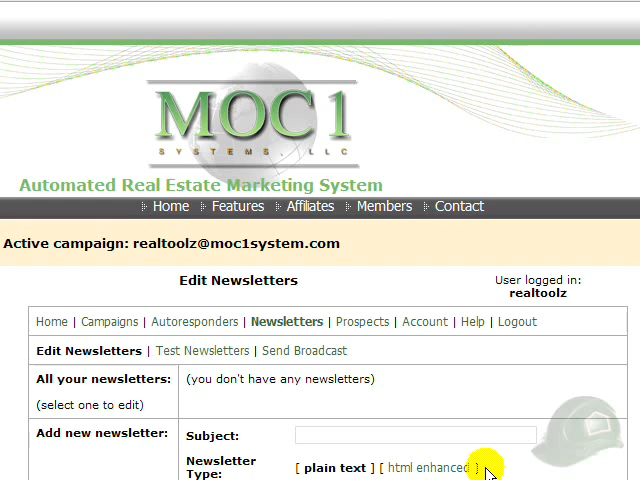 MOC 1
SYSTEMS, LLC
Automated Real Estate Marketing System
Home Features Affiliates Members Contact
Active campaign: realtoolz@moc1system.com
Edit Newsletters
User logged in:
realtoolz
Home | Campaigns | Autoresponders | Newsletters | Prospects | Account | Help | Logout
Edit Newsletters | Test Newsletters | Send Broadcast
All your newsletters:
(select one to edit)
(you don't have any newsletters)
Add new newsletter:
Subject:
Newsletter
Type:
[ plain text ] [ html enhanced ]